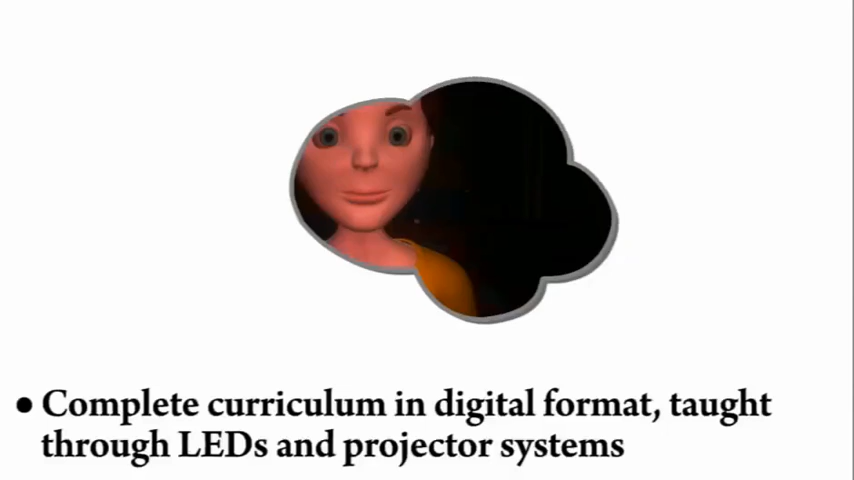 ● Complete curriculum in digital format, taught
through LEDs and projector systems